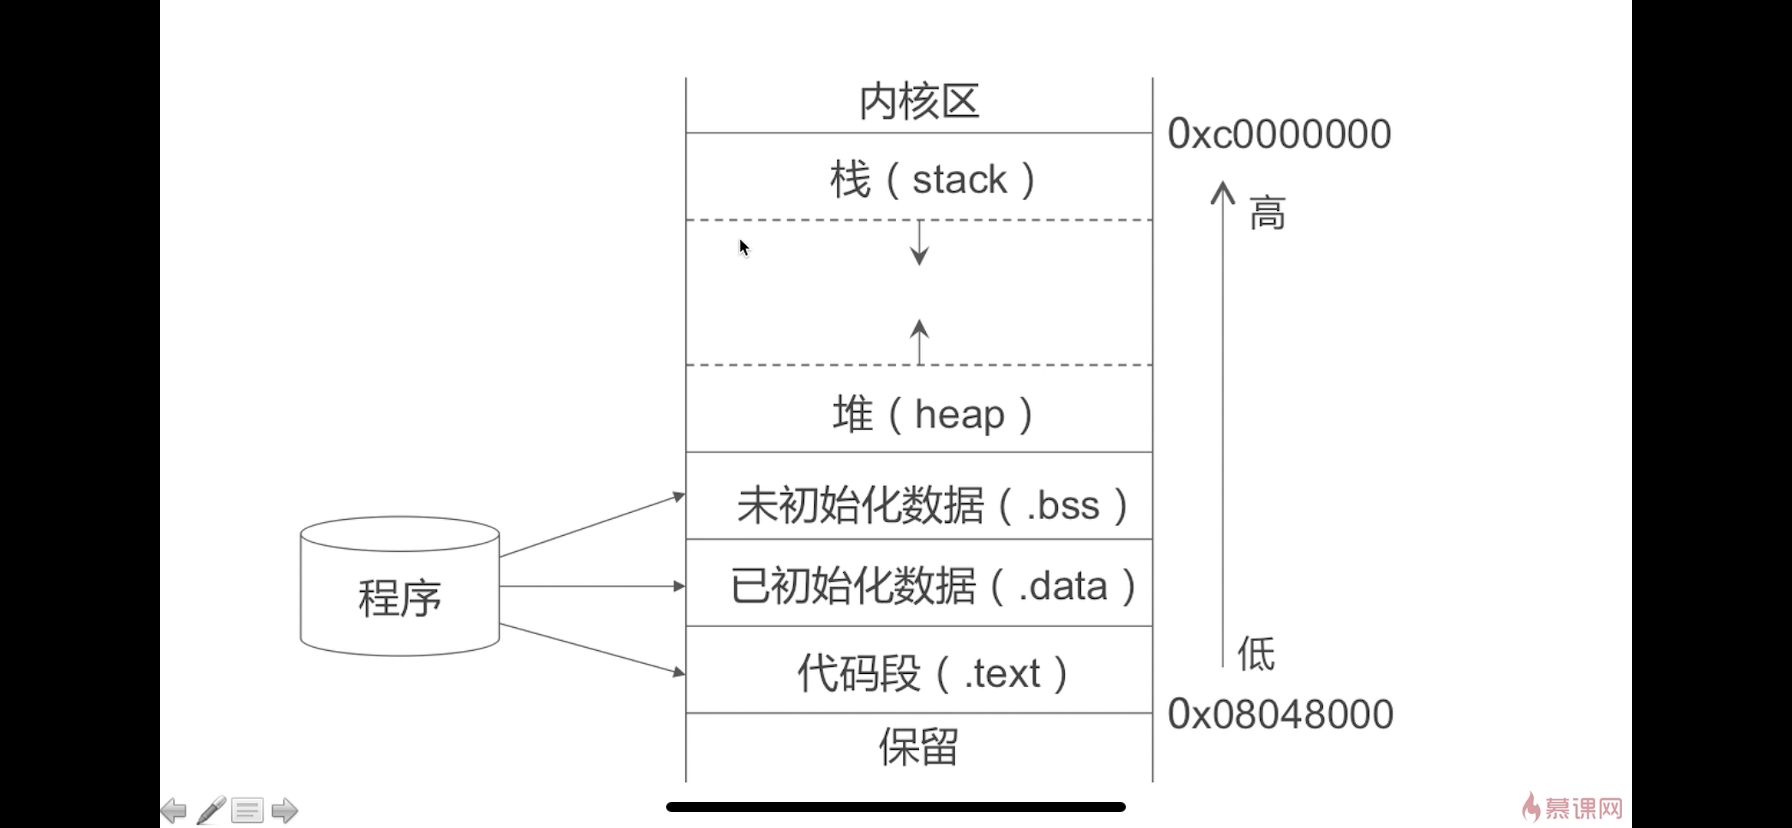 内核区
0xc0000000
栈（stack）
高
堆（heap）
未初始化数据（.bss）
程序
已初始化数据（.data）
代码段（.text）
低
0x08048000
保留
慕课网